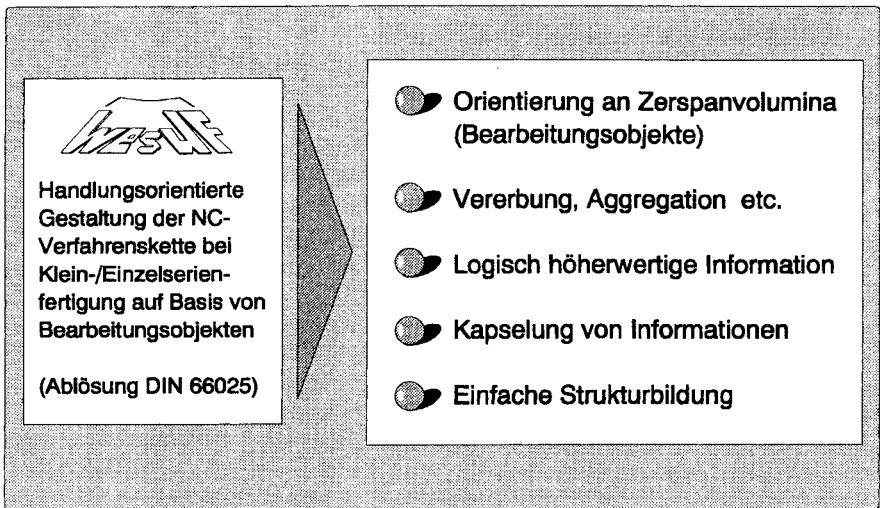 WesUF
Handlungsorientierte
Gestaltung der NC-
Verfahrenskette bei
Klein-/Einzelserien-
fertigung auf Basis von
Bearbeitungsobjekten
(Ablösung DIN 66025)
Orientierung an Zerspanvolumina
(Bearbeitungsobjekte)
Vererbung, Aggregation etc.
Logisch höherwertige Information
Kapselung von Informationen
Einfache Strukturbildung